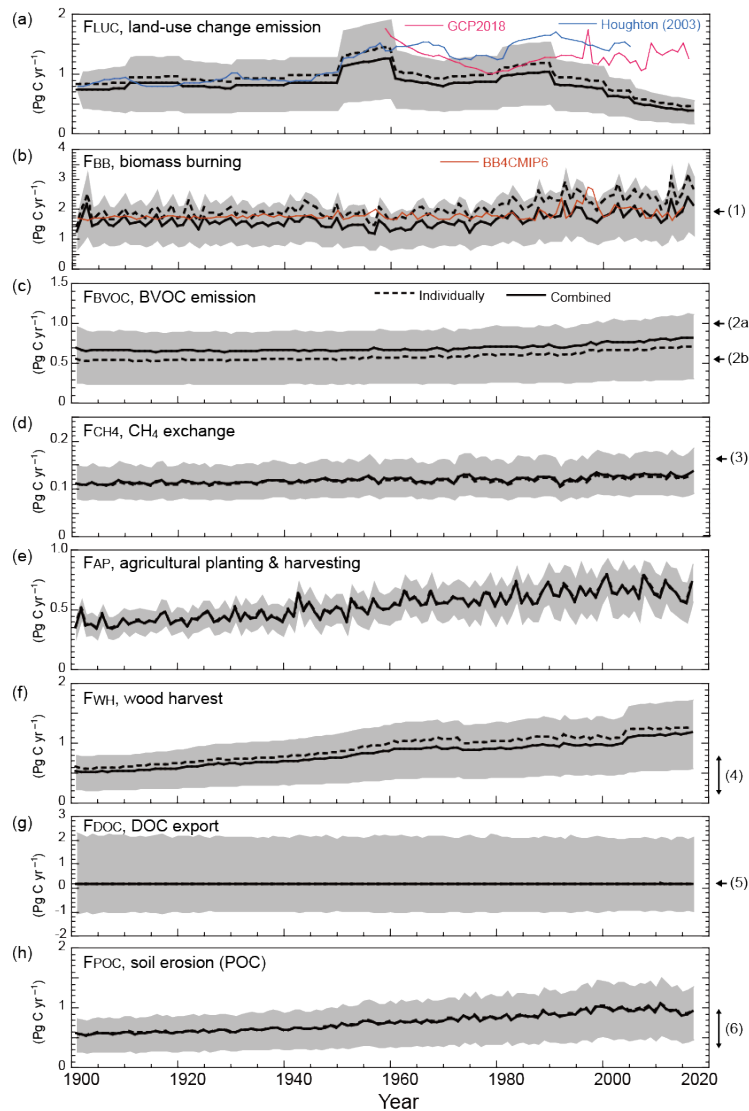 (a)
FLUC, land-use change emission
GCP2018
Houghton (2003)
2
1
0
(Pg C yr⁻¹)
(b)
FBB, biomass burning
BB4CMIP6
4
3
2
1
0
(Pg C yr⁻¹)
(1)
(c)
FBVOC, BVOC emission
Individually
Combined
1.5
1.0
0.5
0
(Pg C yr⁻¹)
(2a
(2b
(d)
FCH4, CH₄ exchange
0.2
0.1
0
(Pg C yr⁻¹)
(3)
(e)
FAP, agricultural planting & harvesting
1.0
0.5
0
(Pg C yr⁻¹)
(f)
FWH, wood harvest
2
1
0
(Pg C yr⁻¹)
(4)
(g)
FDOC, DOC export
3
2
1
0
-1
-2
(Pg C yr⁻¹)
(5)
(h)
FPOC, soil erosion (POC)
2
1
0
(Pg C yr⁻¹)
(6)
1900 1920 1940 1960 1980 2000 2020
Year